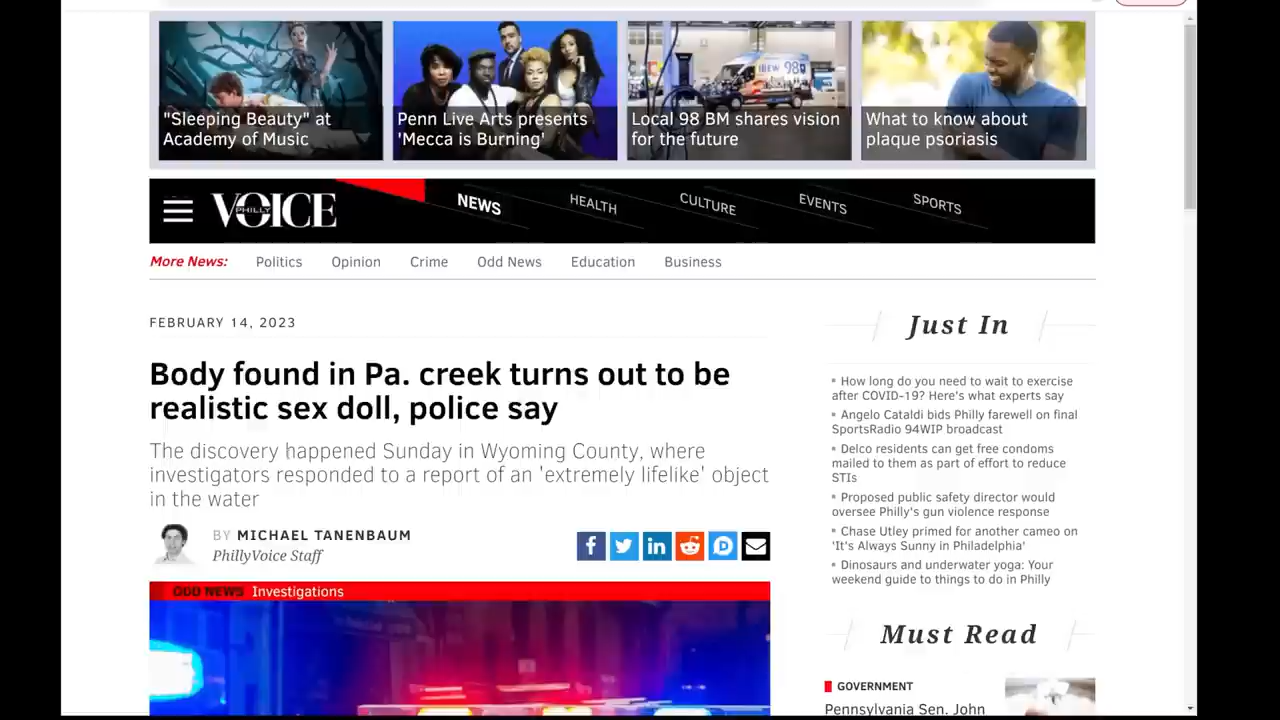 "Sleeping Beauty" at
Academy of Music
Penn Live Arts presents
'Mecca is Burning'
IBEW 98
Local 98 BM shares vision
for the future
What to know about
plaque psoriasis
PHILLY VOICE
NEWS
HEALTH
CULTURE
EVENTS
SPORTS
More News:
Politics
Opinion
Crime
Odd News
Education
Business
FEBRUARY 14, 2023
Body found in Pa. creek turns out to be
realistic sex doll, police say
The discovery happened Sunday in Wyoming County, where
investigators responded to a report of an 'extremely lifelike' object
in the water
BY MICHAEL TANENBAUM
PhillyVoice Staff
ODD NEWS Investigations
Just In
How long do you need to wait to exercise
after COVID-19? Here's what experts say
Angelo Cataldi bids Philly farewell on final
SportsRadio 94WIP broadcast
Delco residents can get free condoms
mailed to them as part of effort to reduce
STIs
Proposed public safety director would
oversee Philly's gun violence response
Chase Utley primed for another cameo on
'It's Always Sunny in Philadelphia'
Dinosaurs and underwater yoga: Your
weekend guide to things to do in Philly
Must Read
GOVERNMENT
Pennsylvania Sen. John